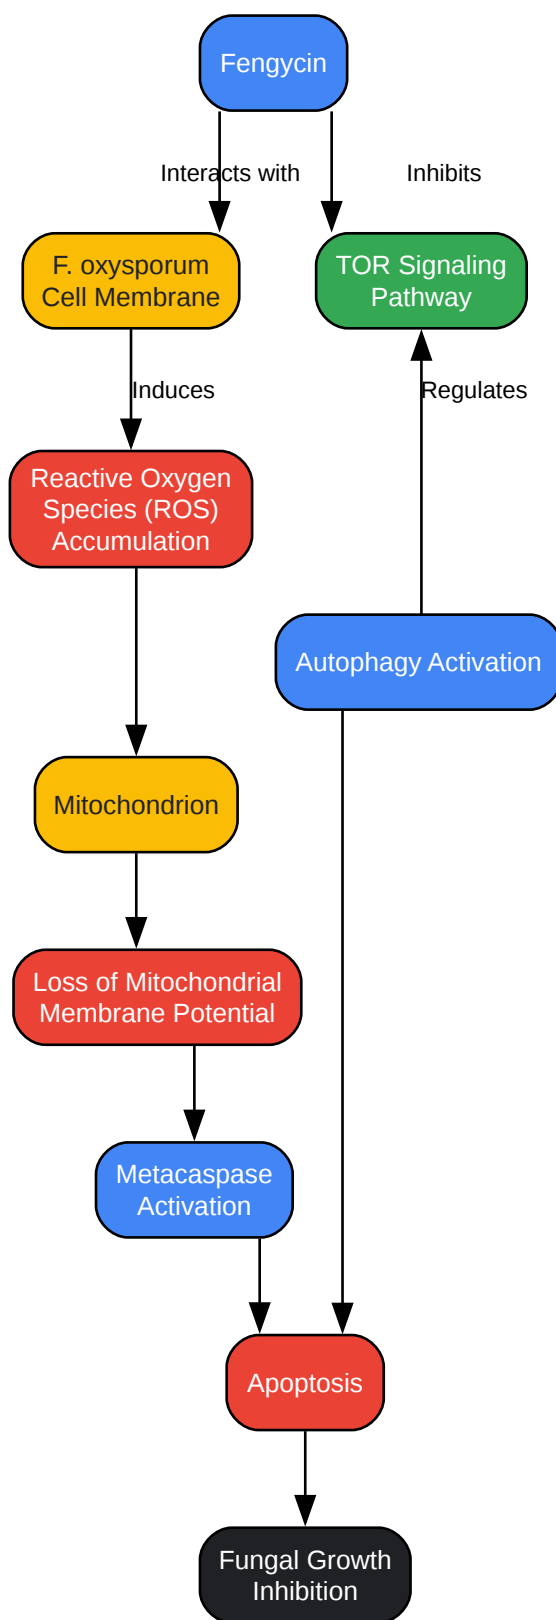 Fengycin
Interacts with
Inhibits
F. oxysporum
Cell Membrane
TOR Signaling
Pathway
Induces
Regulates
Reactive Oxygen
Species (ROS)
Accumulation
Autophagy Activation
Mitochondrion
Loss of Mitochondrial
Membrane Potential
Metacaspase
Activation
Apoptosis
Fungal Growth
Inhibition